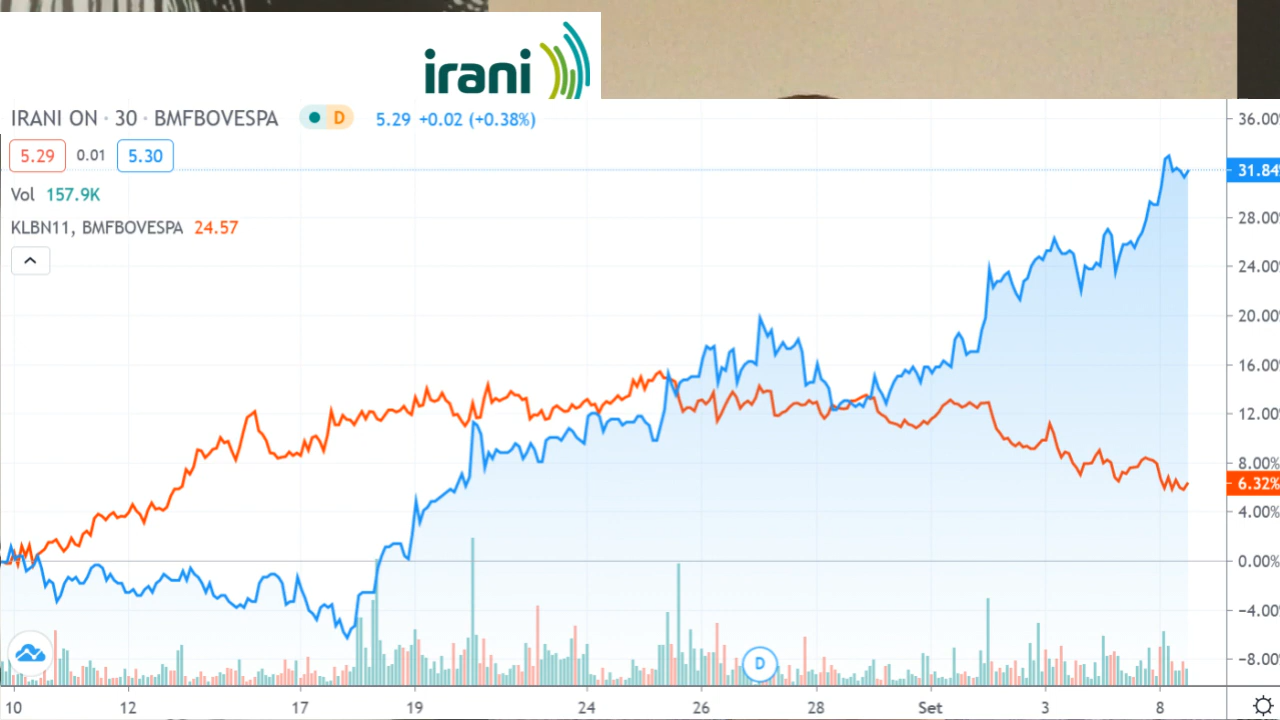 irani
IRANI ON · 30 · BMFBOVESPA D 5.29 +0.02 (+0.38%)
5.29 0.01 5.30
Vol 157.9K
KLBN11, BMFBOVESPA 24.57
36.00%
31.84
28.00%
24.00%
20.00%
16.00%
12.00%
8.00%
6.32%
4.00%
0.00%
−4.00%
−8.00%
D
10 12 17 19 24 26 28 Set 3 8